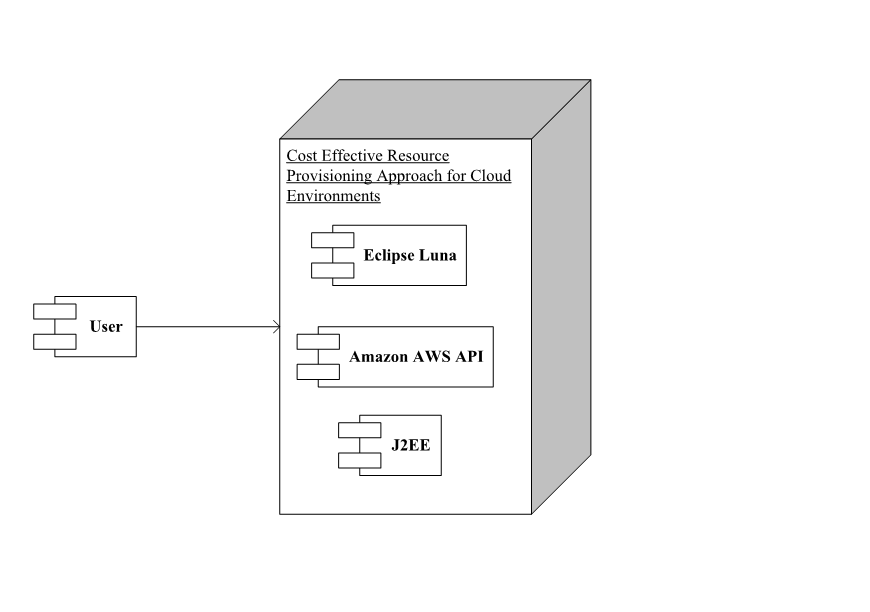 Cost Effective Resource
Provisioning Approach for Cloud
Environments
Eclipse Luna
User
Amazon AWS API
J2EE